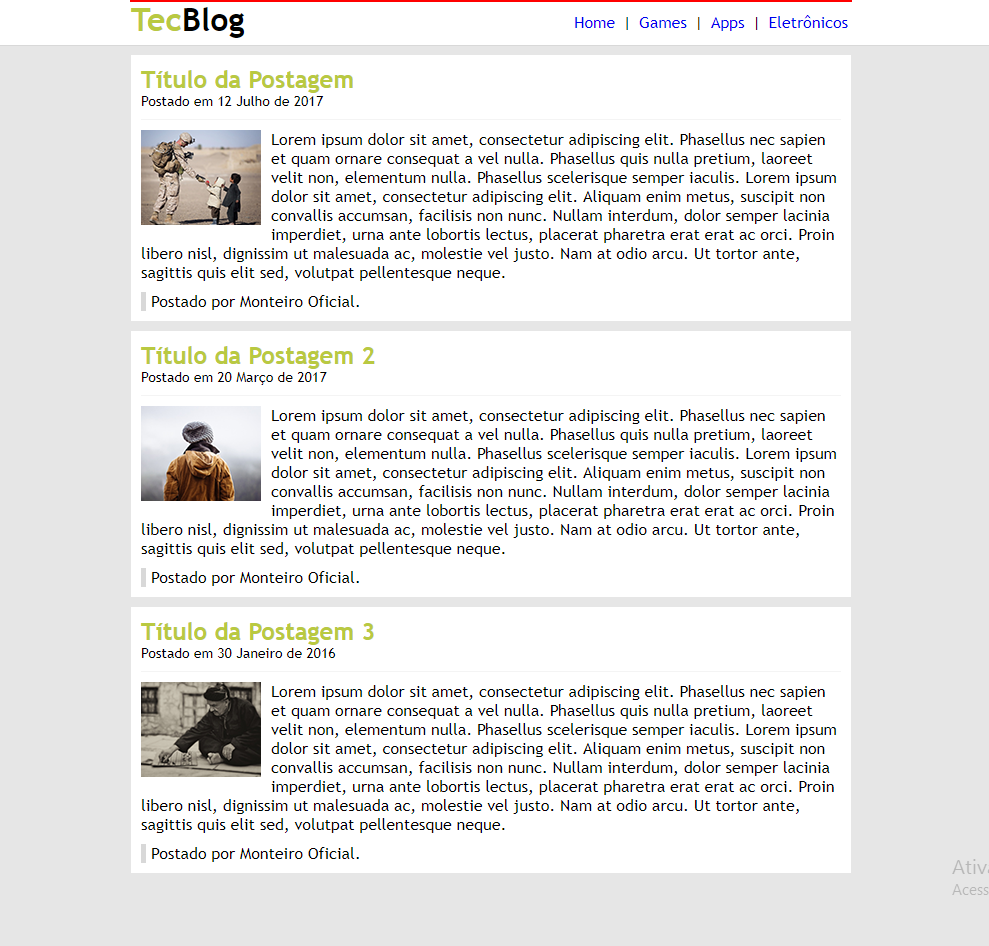 TecBlog
Home | Games | Apps | Eletrônicos
Título da Postagem
Postado em 12 Julho de 2017
Lorem ipsum dolor sit amet, consectetur adipiscing elit. Phasellus nec sapien
et quam ornare consequat a vel nulla. Phasellus quis nulla pretium, laoreet
velit non, elementum nulla. Phasellus scelerisque semper iaculis. Lorem ipsum
dolor sit amet, consectetur adipiscing elit. Aliquam enim metus, suscipit non
convallis accumsan, facilisis non nunc. Nullam interdum, dolor semper lacinia
imperdiet, urna ante lobortis lectus, placerat pharetra erat erat ac orci. Proin
libero nisl, dignissim ut malesuada ac, molestie vel justo. Nam at odio arcu. Ut tortor ante,
sagittis quis elit sed, volutpat pellentesque neque.
Postado por Monteiro Oficial.
Título da Postagem 2
Postado em 20 Março de 2017
Lorem ipsum dolor sit amet, consectetur adipiscing elit. Phasellus nec sapien
et quam ornare consequat a vel nulla. Phasellus quis nulla pretium, laoreet
velit non, elementum nulla. Phasellus scelerisque semper iaculis. Lorem ipsum
dolor sit amet, consectetur adipiscing elit. Aliquam enim metus, suscipit non
convallis accumsan, facilisis non nunc. Nullam interdum, dolor semper lacinia
imperdiet, urna ante lobortis lectus, placerat pharetra erat erat ac orci. Proin
libero nisl, dignissim ut malesuada ac, molestie vel justo. Nam at odio arcu. Ut tortor ante,
sagittis quis elit sed, volutpat pellentesque neque.
Postado por Monteiro Oficial.
Título da Postagem 3
Postado em 30 Janeiro de 2016
Lorem ipsum dolor sit amet, consectetur adipiscing elit. Phasellus nec sapien
et quam ornare consequat a vel nulla. Phasellus quis nulla pretium, laoreet
velit non, elementum nulla. Phasellus scelerisque semper iaculis. Lorem ipsum
dolor sit amet, consectetur adipiscing elit. Aliquam enim metus, suscipit non
convallis accumsan, facilisis non nunc. Nullam interdum, dolor semper lacinia
imperdiet, urna ante lobortis lectus, placerat pharetra erat erat ac orci. Proin
libero nisl, dignissim ut malesuada ac, molestie vel justo. Nam at odio arcu. Ut tortor ante,
sagittis quis elit sed, volutpat pellentesque neque.
Postado por Monteiro Oficial.